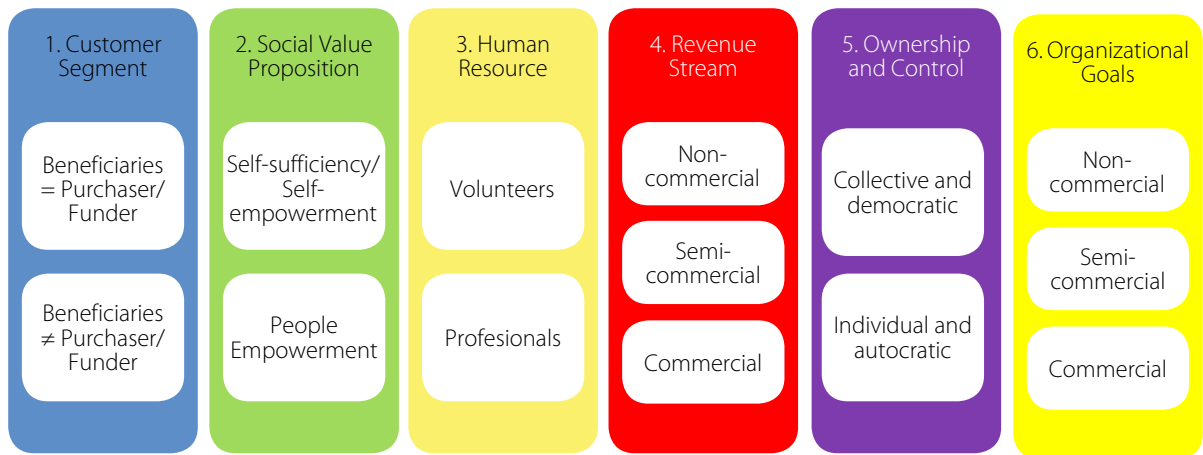 1. Customer
Segment
Beneficiaries
= Purchaser/
Funder
Beneficiaries
≠ Purchaser/
Funder
2. Social Value
Proposition
Self-sufficiency/
Self-
empowerment
People
Empowerment
3. Human
Resource
Volunteers
Profesionals
4. Revenue
Stream
Non-
commercial
Semi-
commercial
Commercial
5. Ownership
and Control
Collective and
democratic
Individual and
autocratic
6. Organizational
Goals
Non-
commercial
Semi-
commercial
Commercial